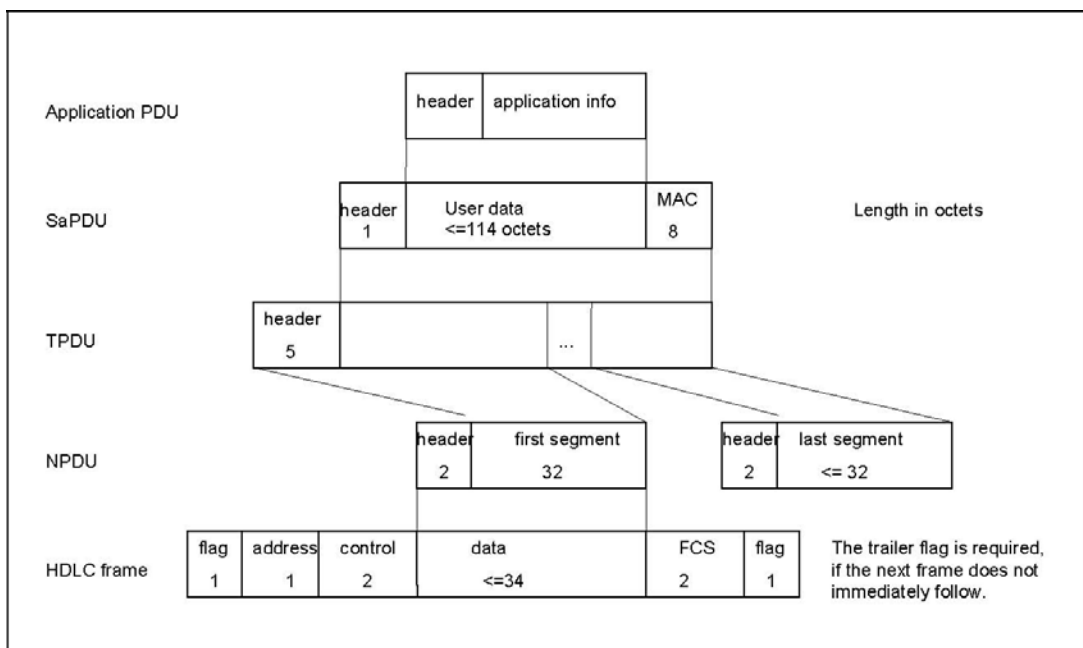 Application PDU
header
application info
SaPDU
header
1
User data
<=114 octets
MAC
8
Length in octets
TPDU
header
5
...
NPDU
header
2
first segment
32
header
2
last segment
<= 32
HDLC frame
flag
1
address
1
control
2
data
<=34
FCS
2
flag
1
The trailer flag is required,
if the next frame does not
immediately follow.